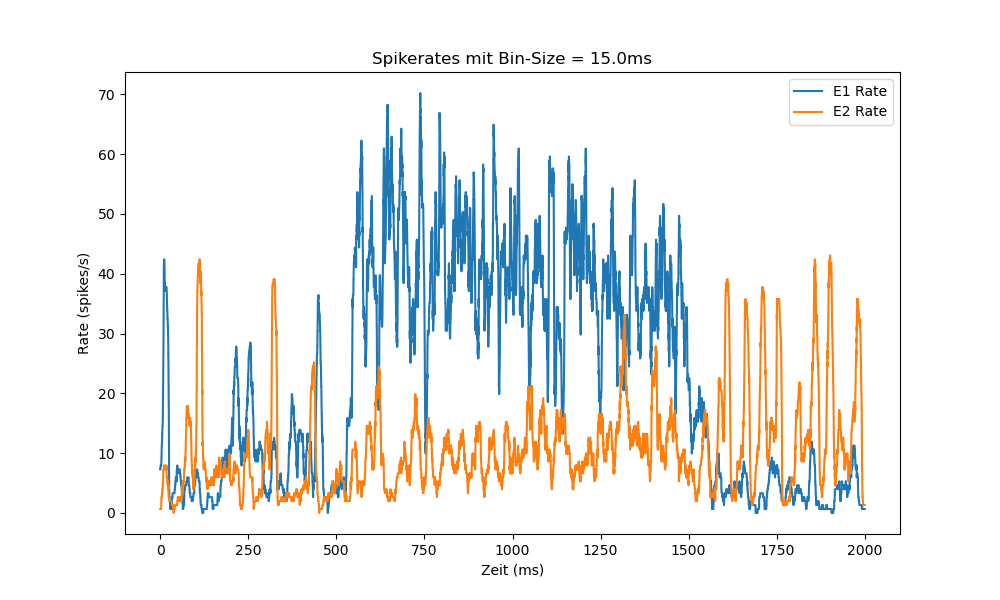 Spikerates mit Bin-Size = 15.0ms
E1 Rate
E2 Rate
70
60
50
40
30
20
10
0
Rate (spikes/s)
0 250 500 750 1000 1250 1500 1750 2000
Zeit (ms)